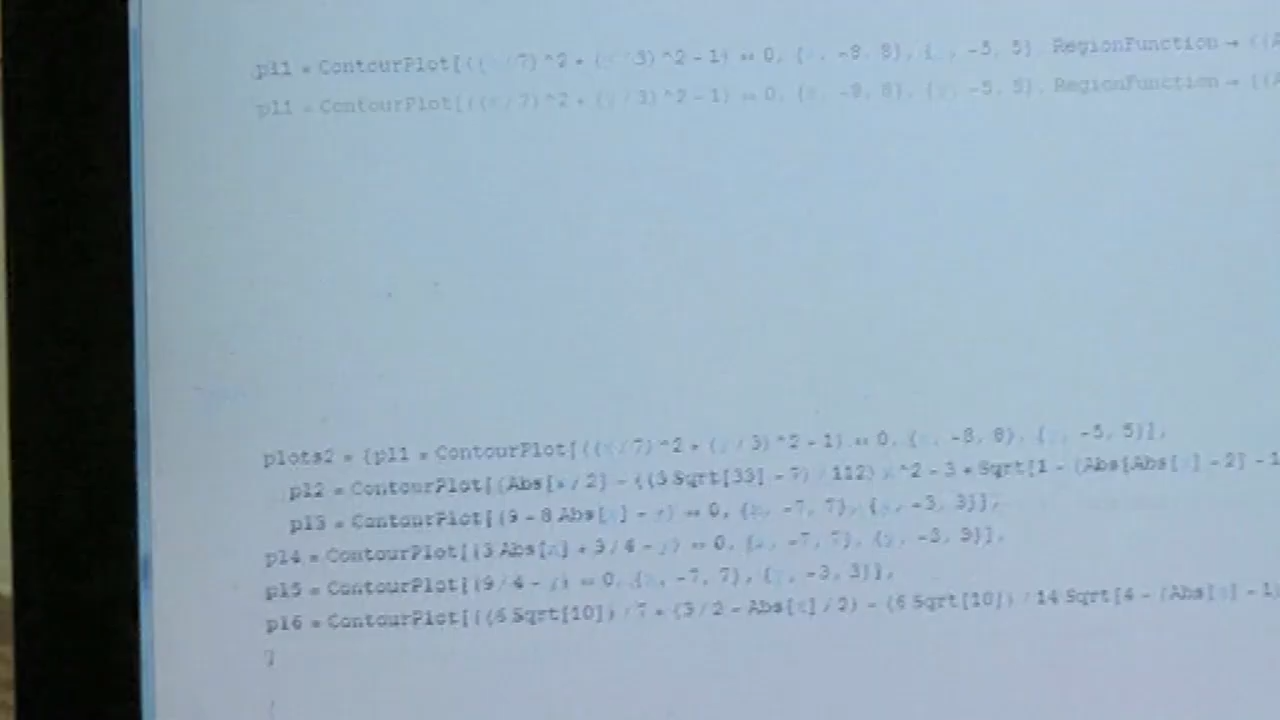 pl1 = ContourPlot[((x/7)^2 + (y/3)^2 - 1) == 0, {x, -8, 8}, {y, -5, 5}, RegionFunction → ((A
pl1 = ContourPlot[((x/7)^2 + (y/3)^2 - 1) == 0, {x, -8, 8}, {y, -5, 5}, RegionFunction → ((A
plots2 = {pl1 = ContourPlot[((x/7)^2 + (y/3)^2 - 1) == 0, {x, -8, 8}, {y, -5, 5}],
pl2 = ContourPlot[(Abs[x/2] - ((3 Sqrt[33] - 7) / 112) x^2 - 3 + Sqrt[1 - (Abs[Abs[x] - 2] - 1
pl3 = ContourPlot[(9 - 8 Abs[x] - y) == 0, {x, -7, 7}, {y, -3, 3}],
pl4 = ContourPlot[(3 Abs[x] + 3/4 - y) == 0, {x, -7, 7}, {y, -3, 3}],
pl5 = ContourPlot[(9/4 - y) == 0, {x, -7, 7}, {y, -3, 3}],
pl6 = ContourPlot[((6 Sqrt[10]) / 7 + (3/2 - Abs[x]/2) - (6 Sqrt[10]) / 14 Sqrt[4 - (Abs[x] - 1)
}